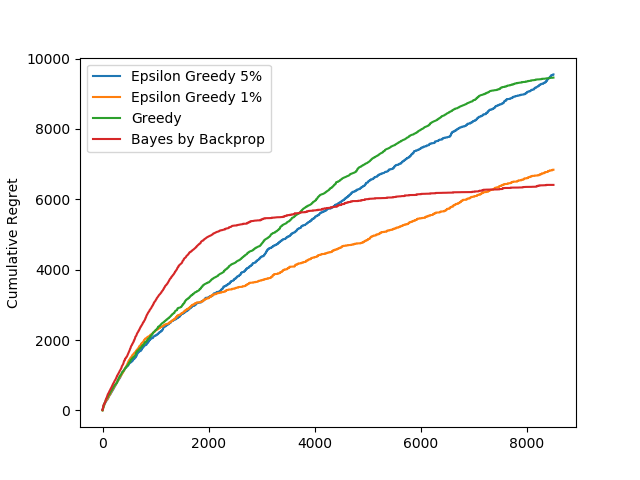 10000
8000
6000
4000
2000
0
Cumulative Regret
Epsilon Greedy 5%
Epsilon Greedy 1%
Greedy
Bayes by Backprop
0 2000 4000 6000 8000